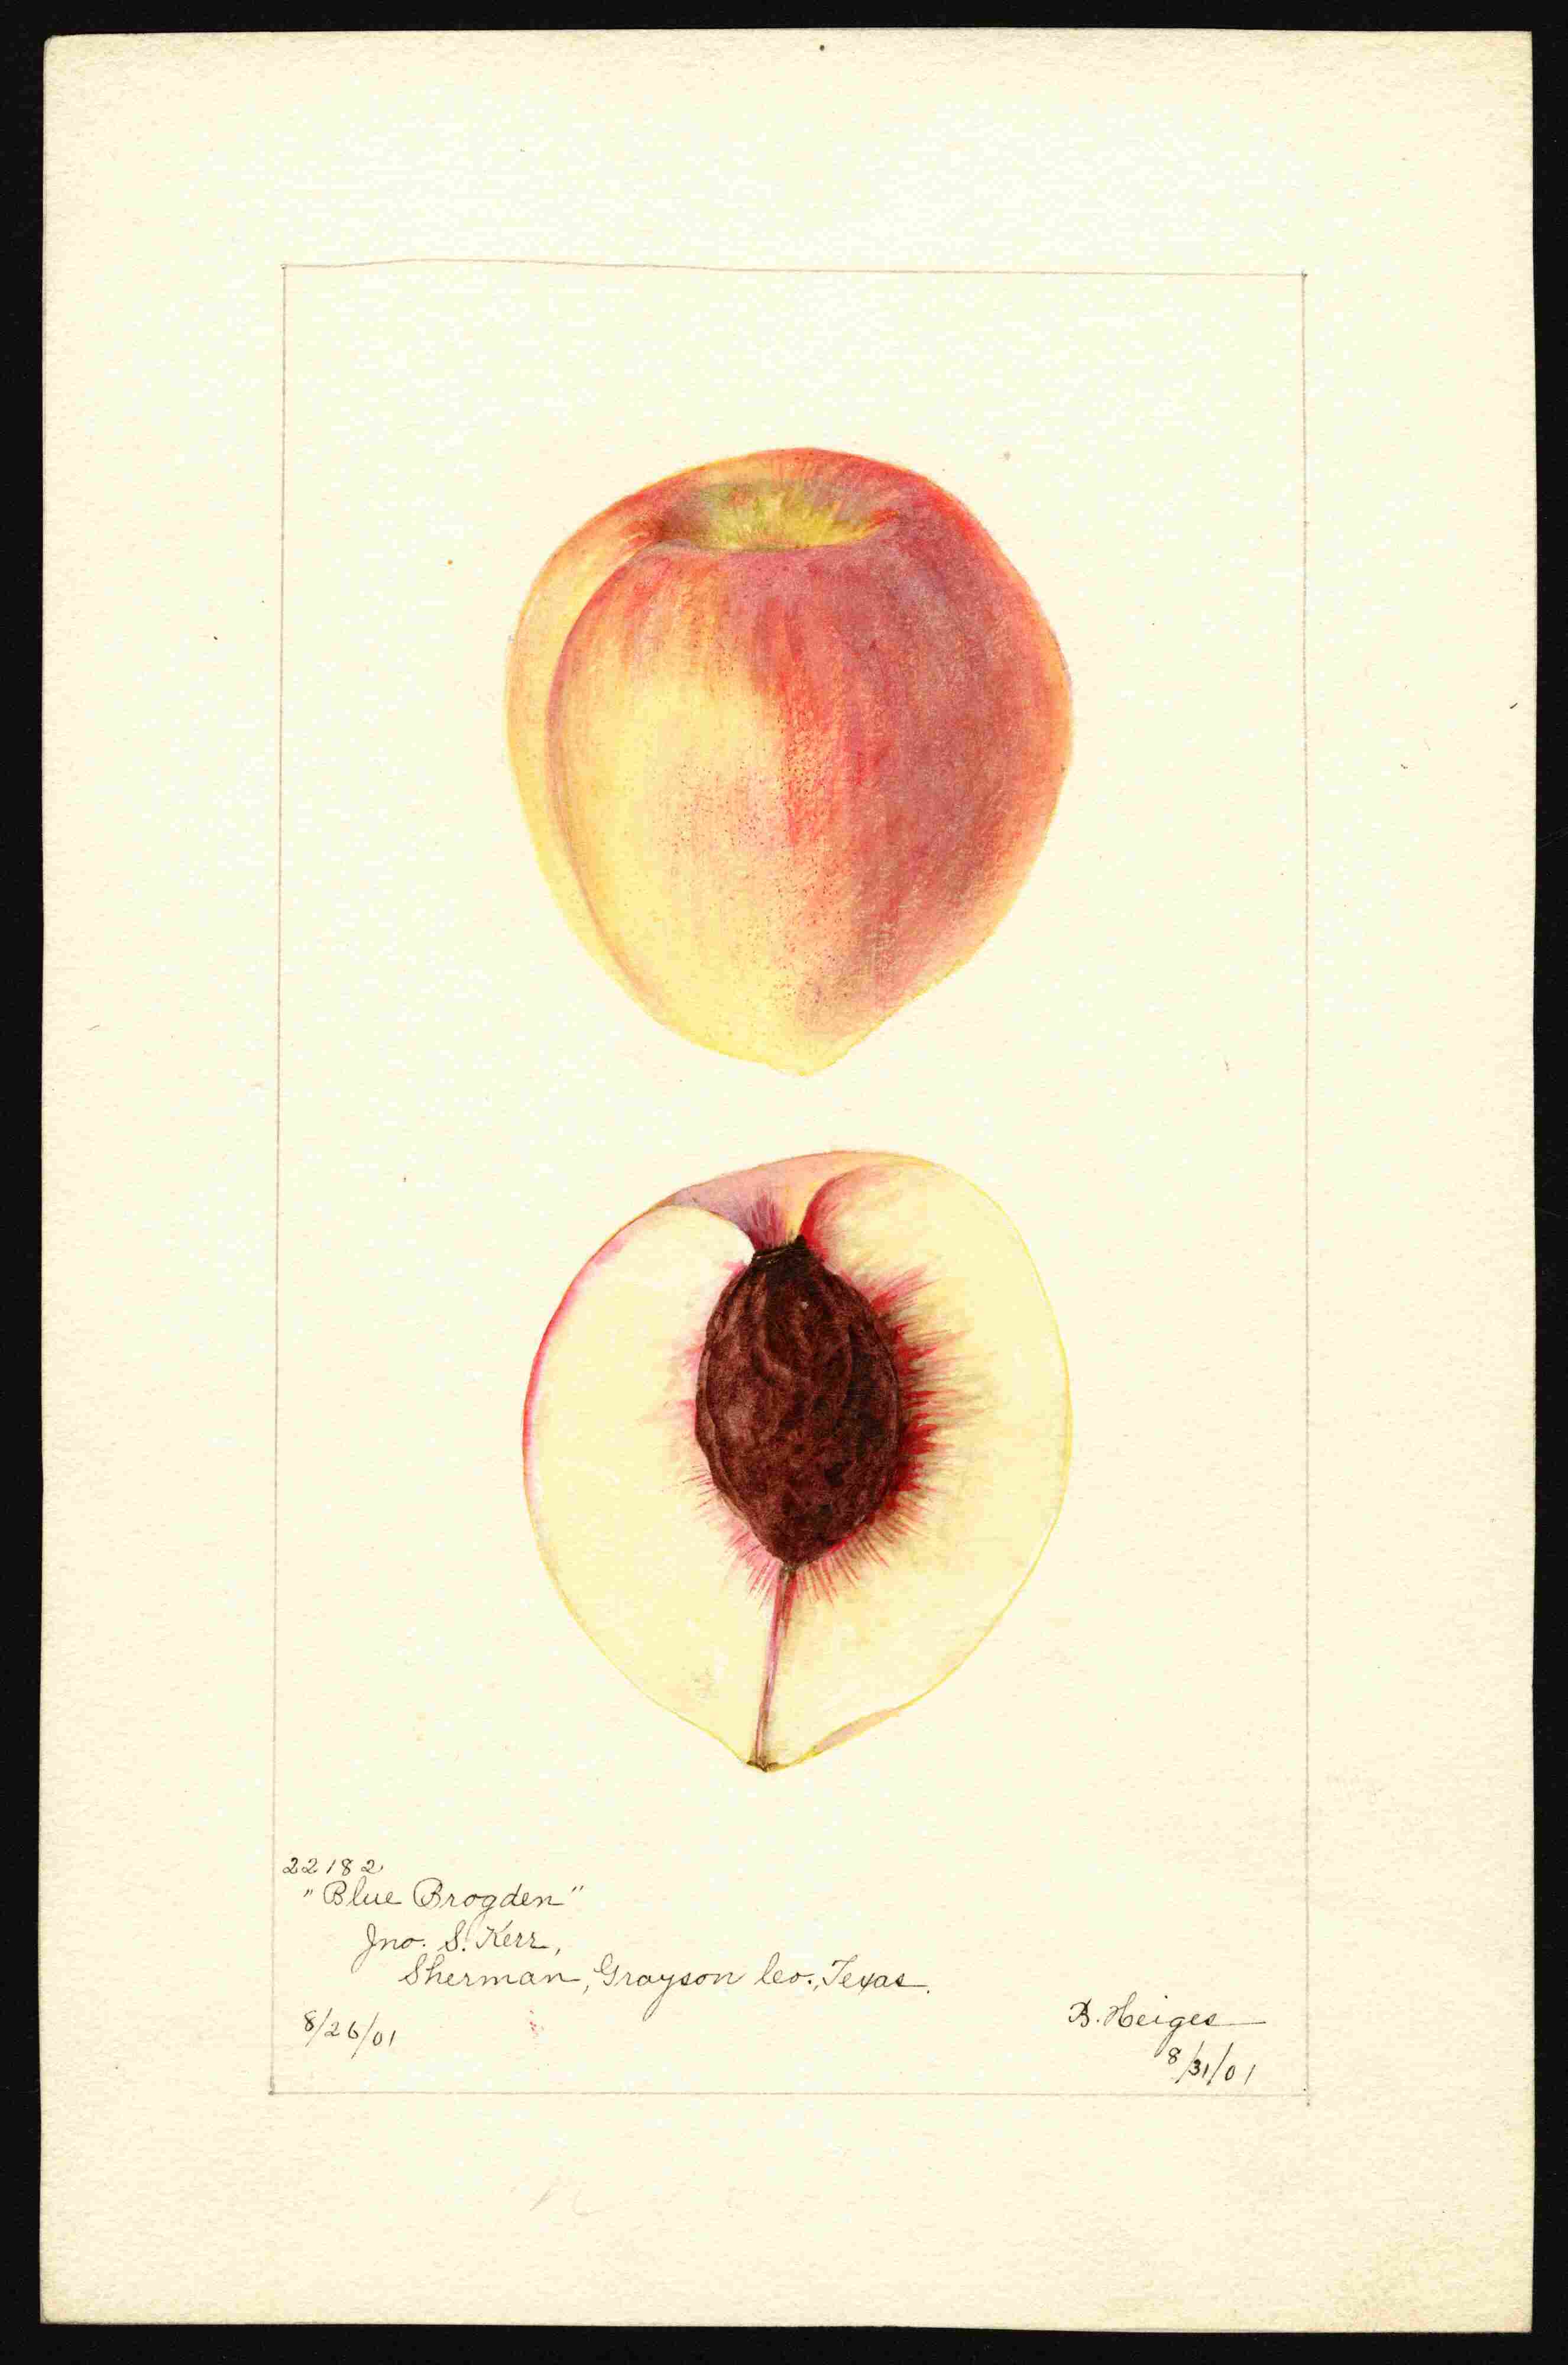 22182
"Blue Brogden"
Jno. S. Kerr,
Sherman, Grayson Co., Texas.
8/26/01
B. Heiges
8/31/01